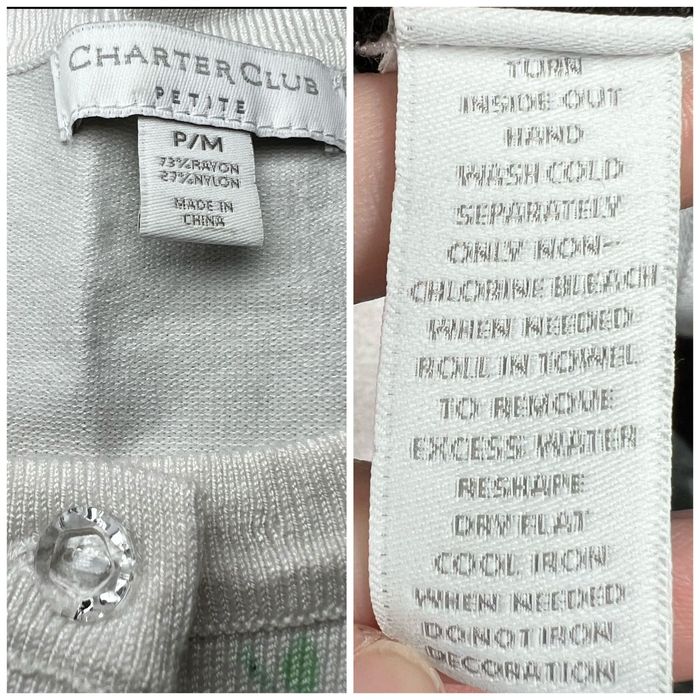 CHARTER CLUB
PETITE
P/M
73% RAYON
27% NYLON
MADE IN
CHINA
TURN
INSIDE OUT
HAND
WASH COLD
SEPARATELY
ONLY NON-
CHLORINE BLEACH
WHEN NEEDED
ROLL IN TOWEL
TO REMOVE
EXCESS WATER
RESHAPE
DRY FLAT
COOL IRON
WHEN NEEDED
DO NOT IRON
DECORATION